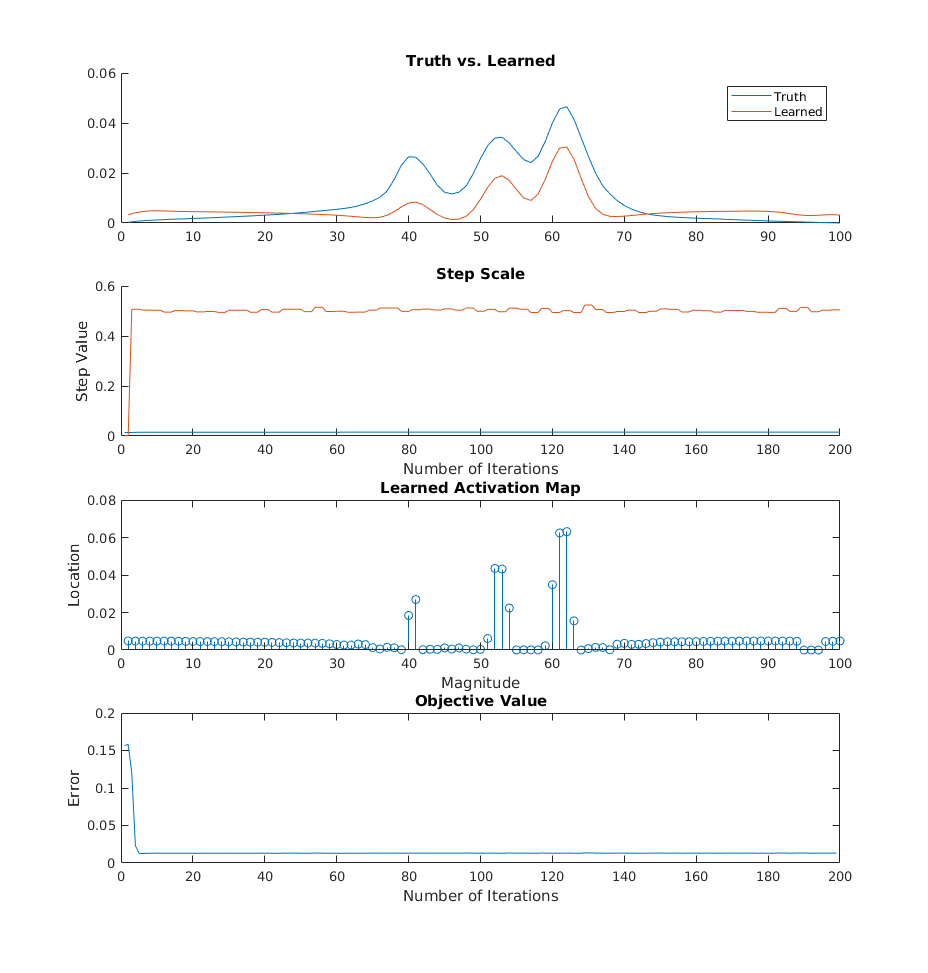 Truth vs. Learned
0.06
0.04
0.02
0
Truth
Learned
0 10 20 30 40 50 60 70 80 90 100
Step Scale
0.6
0.4
0.2
0
Step Value
0 20 40 60 80 100 120 140 160 180 200
Number of Iterations
Learned Activation Map
0.08
0.06
0.04
0.02
0
Location
0 10 20 30 40 50 60 70 80 90 100
Magnitude
Objective Value
0.2
0.15
0.1
0.05
0
Error
0 20 40 60 80 100 120 140 160 180 200
Number of Iterations